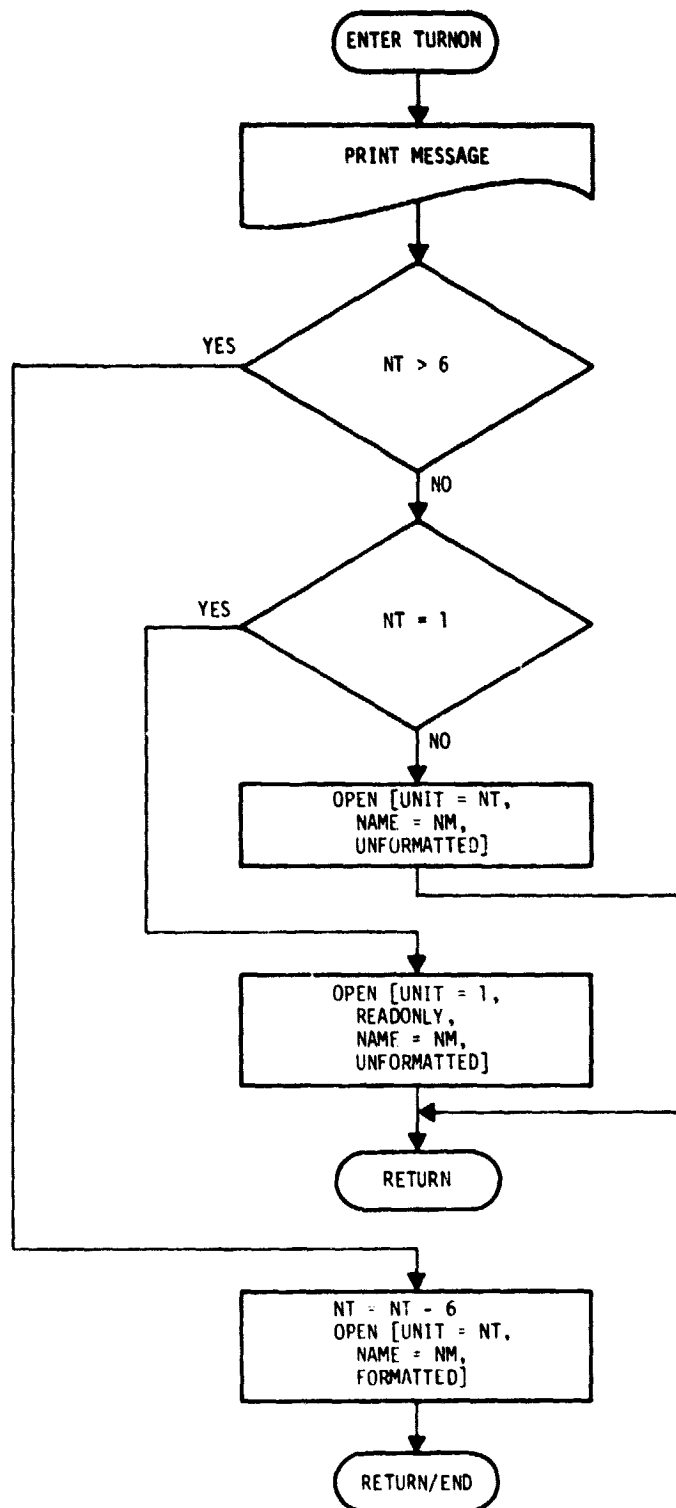 ENTER TURNON
PRINT MESSAGE
YES
NT > 6
NO
YES
NT = 1
NO
OPEN [UNIT = NT,
NAME = NM,
UNFORMATTED]
OPEN [UNIT = 1,
READONLY,
NAME = NM,
UNFORMATTED]
RETURN
NT = NT - 6
OPEN [UNIT = NT,
NAME = NM,
FORMATTED]
RETURN/END